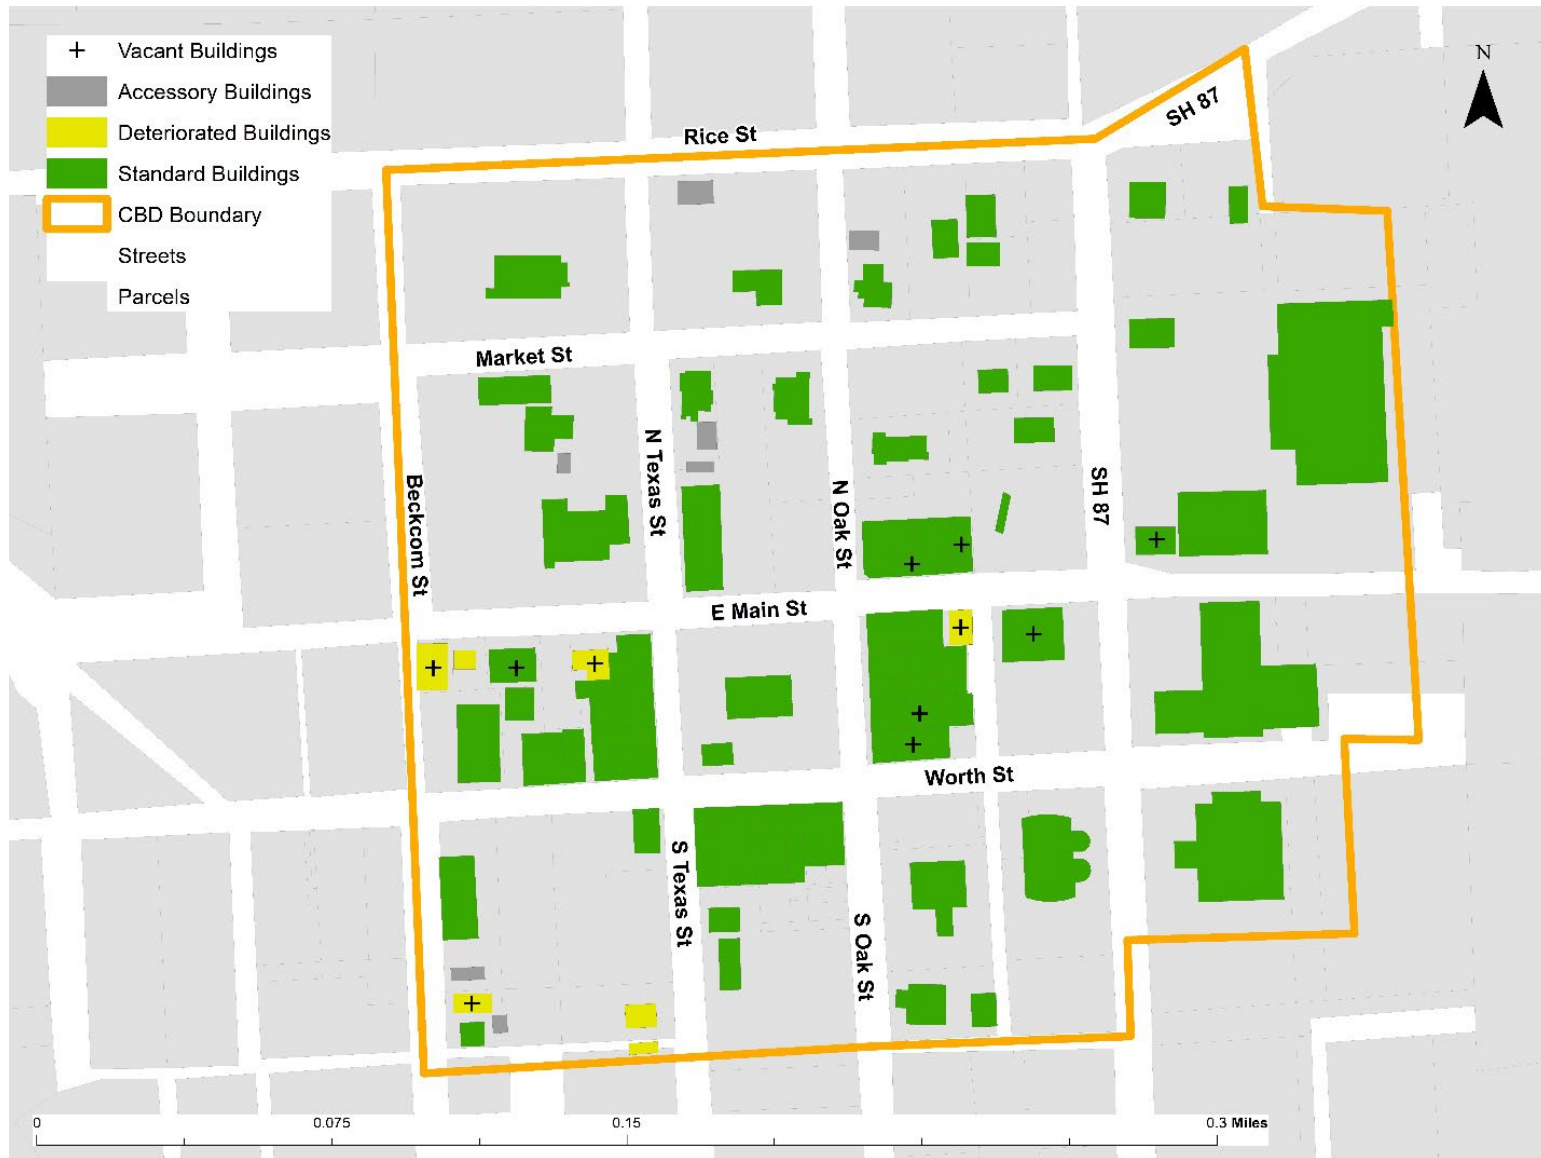 Vacant Buildings
Accessory Buildings
Deteriorated Buildings
Standard Buildings
CBD Boundary
Streets
Parcels
N
SH 87
Rice St
Market St
N Texas St
N Oak St
SH 87
Beckcom St
E Main St
Worth St
S Texas St
S Oak St
0
0.075
0.15
0.3 Miles